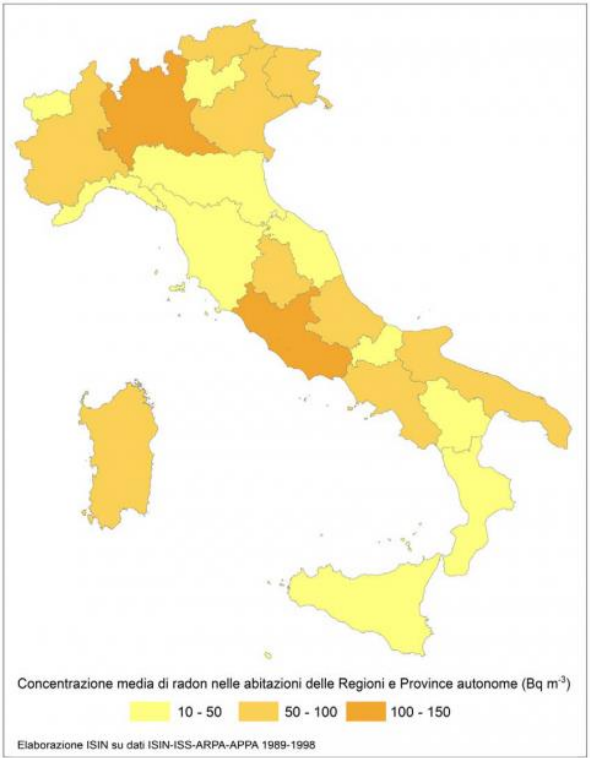 Concentrazione media di radon nelle abitazioni delle Regioni e Province autonome (Bq m⁻³)
10 - 50 50 - 100 100 - 150
Elaborazione ISIN su dati ISIN-ISS-ARPA-APPA 1989-1998